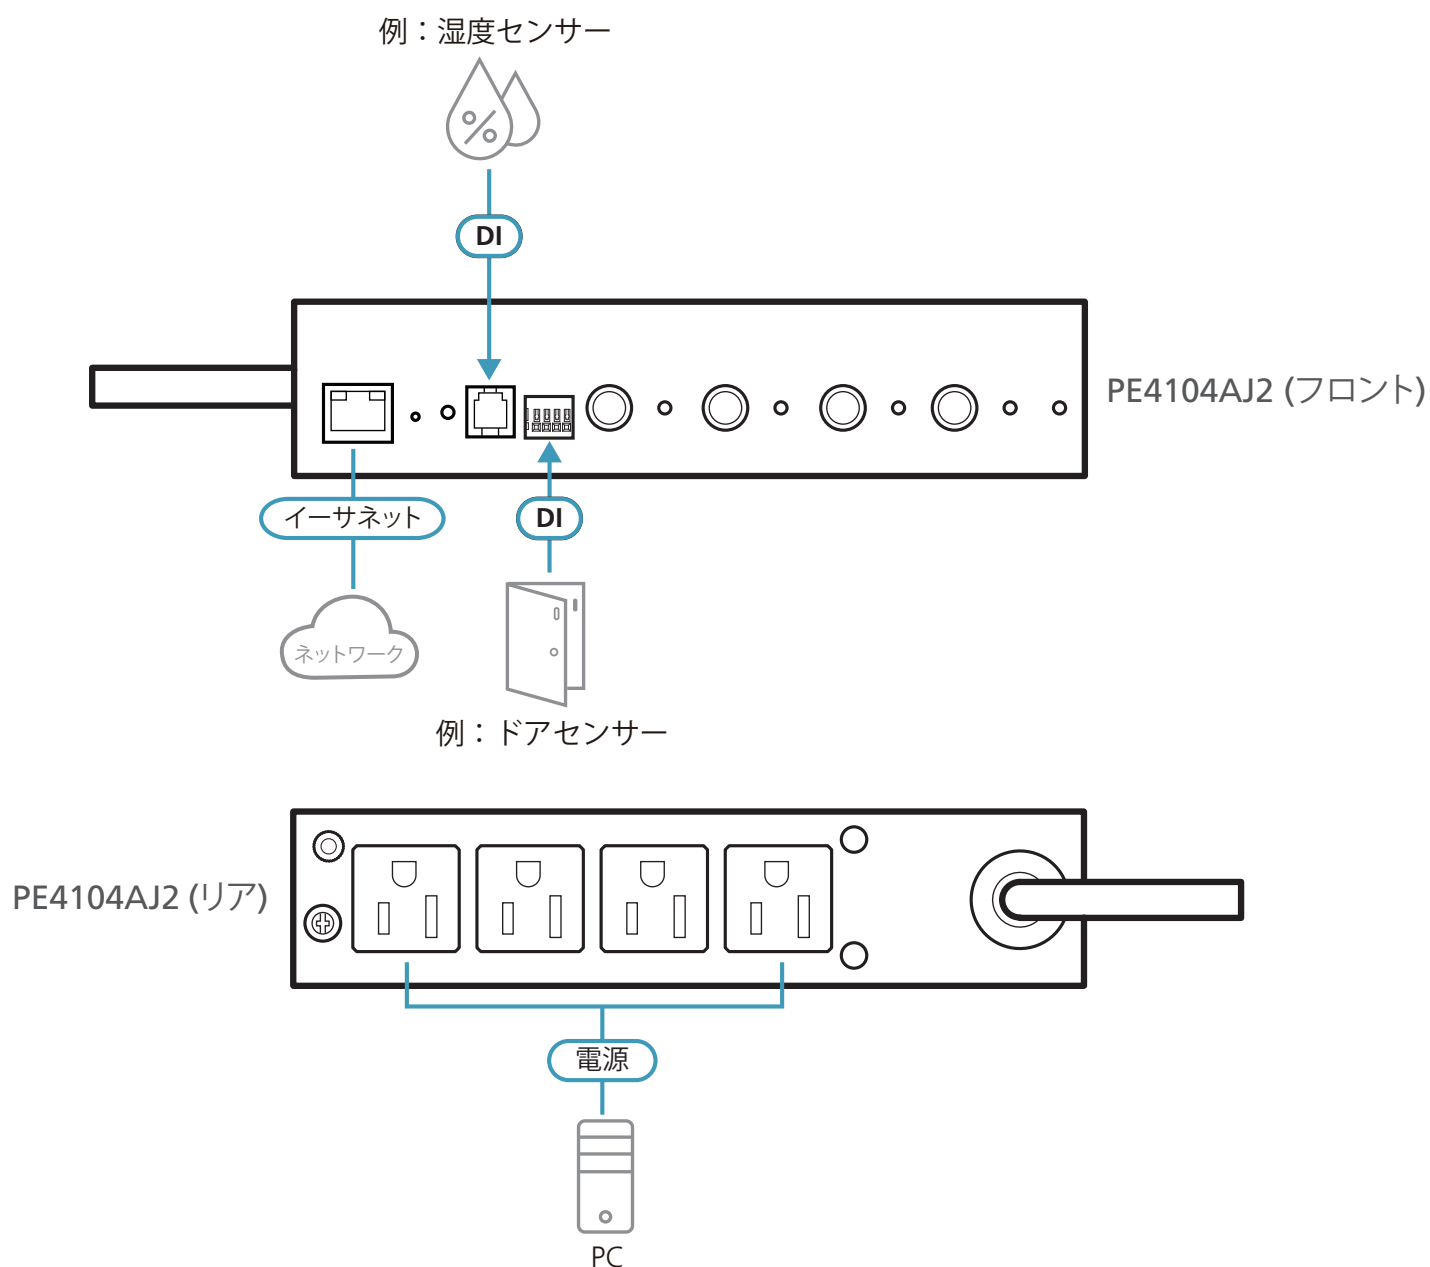 例：湿度センサー
DI
PE4104AJ2 (フロント)
イーサネット
DI
ネットワーク
例：ドアセンサー
PE4104AJ2 (リア)
電源
PC